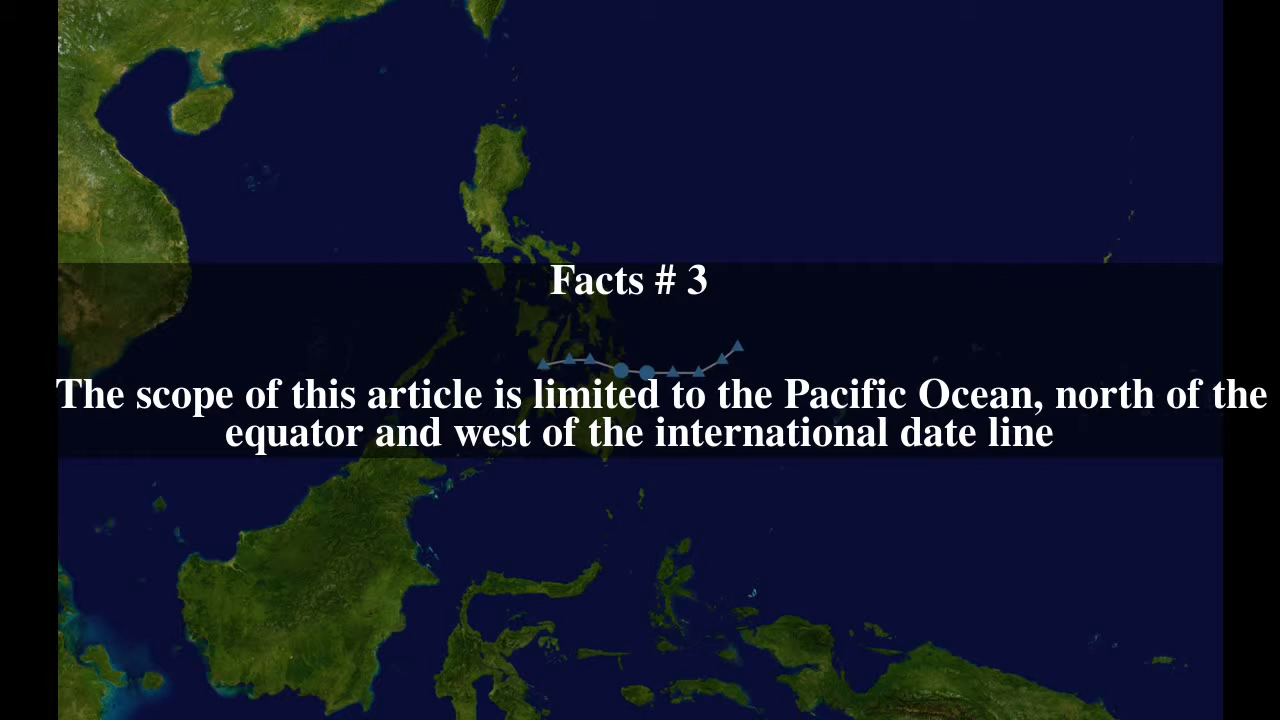 Facts # 3
The scope of this article is limited to the Pacific Ocean, north of the
equator and west of the international date line